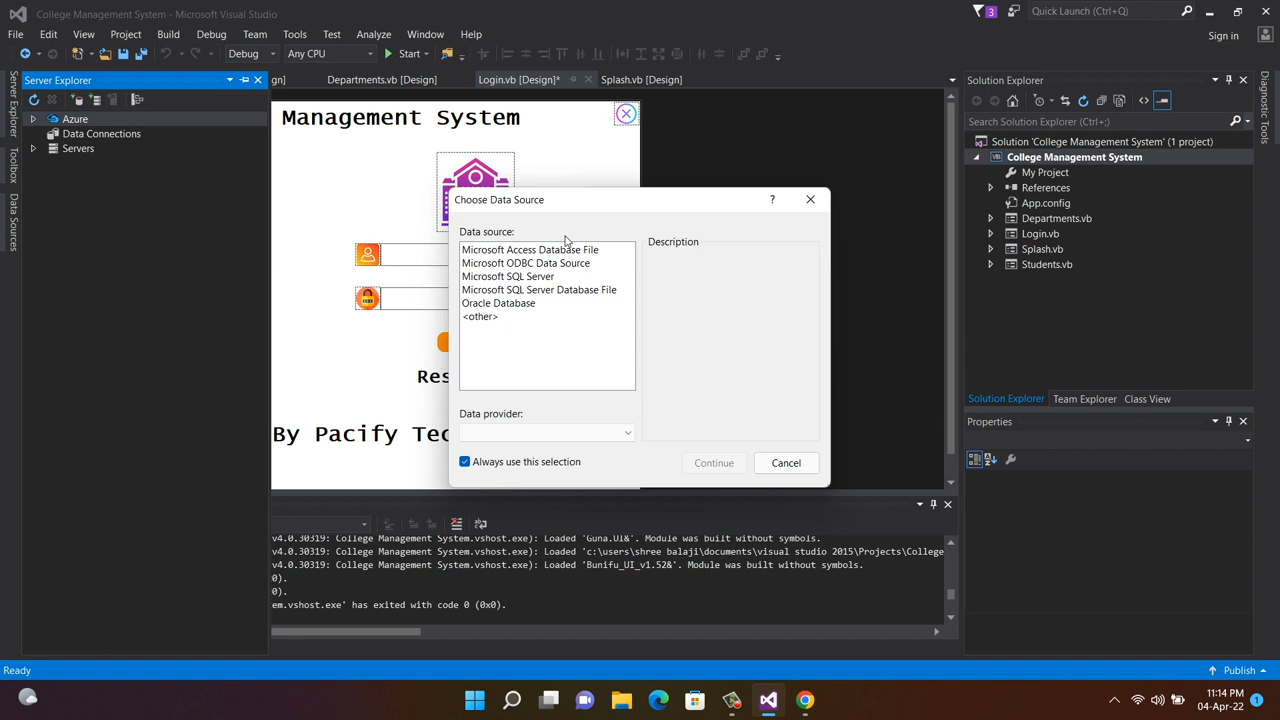 College Management System - Microsoft Visual Studio
3
Quick Launch (Ctrl+Q)
File Edit View Project Build Debug Team Tools Test Analyze Window Help
Sign in
Debug Any CPU Start
Server Explorer
gn] Departments.vb [Design] Login.vb [Design]* Splash.vb [Design]
Solution Explorer
Server Explorer
Toolbox
Data Sources
Diagnostic Tools
Azure
Data Connections
Servers
Management System
Search Solution Explorer (Ctrl+;)
Solution 'College Management System' (1 project)
VB College Management System
My Project
References
App.config
Departments.vb
Login.vb
Splash.vb
Students.vb
Choose Data Source
?
Data source:
Microsoft Access Database File
Microsoft ODBC Data Source
Microsoft SQL Server
Microsoft SQL Server Database File
Oracle Database
<other>
Description
Data provider:
Always use this selection
Continue Cancel
Res
By Pacify Tec
Solution Explorer Team Explorer Class View
Properties
v4.0.30319: College Management System.vshost.exe): Loaded 'Guna.UI&'. Module was built without symbols.
v4.0.30319: College Management System.vshost.exe): Loaded 'c:\users\shree balaji\documents\visual studio 2015\Projects\College
v4.0.30319: College Management System.vshost.exe): Loaded 'Bunifu_UI_v1.52&'. Module was built without symbols.
0).
0).
em.vshost.exe' has exited with code 0 (0x0).
Ready
Publish
11:14 PM
04-Apr-22
1